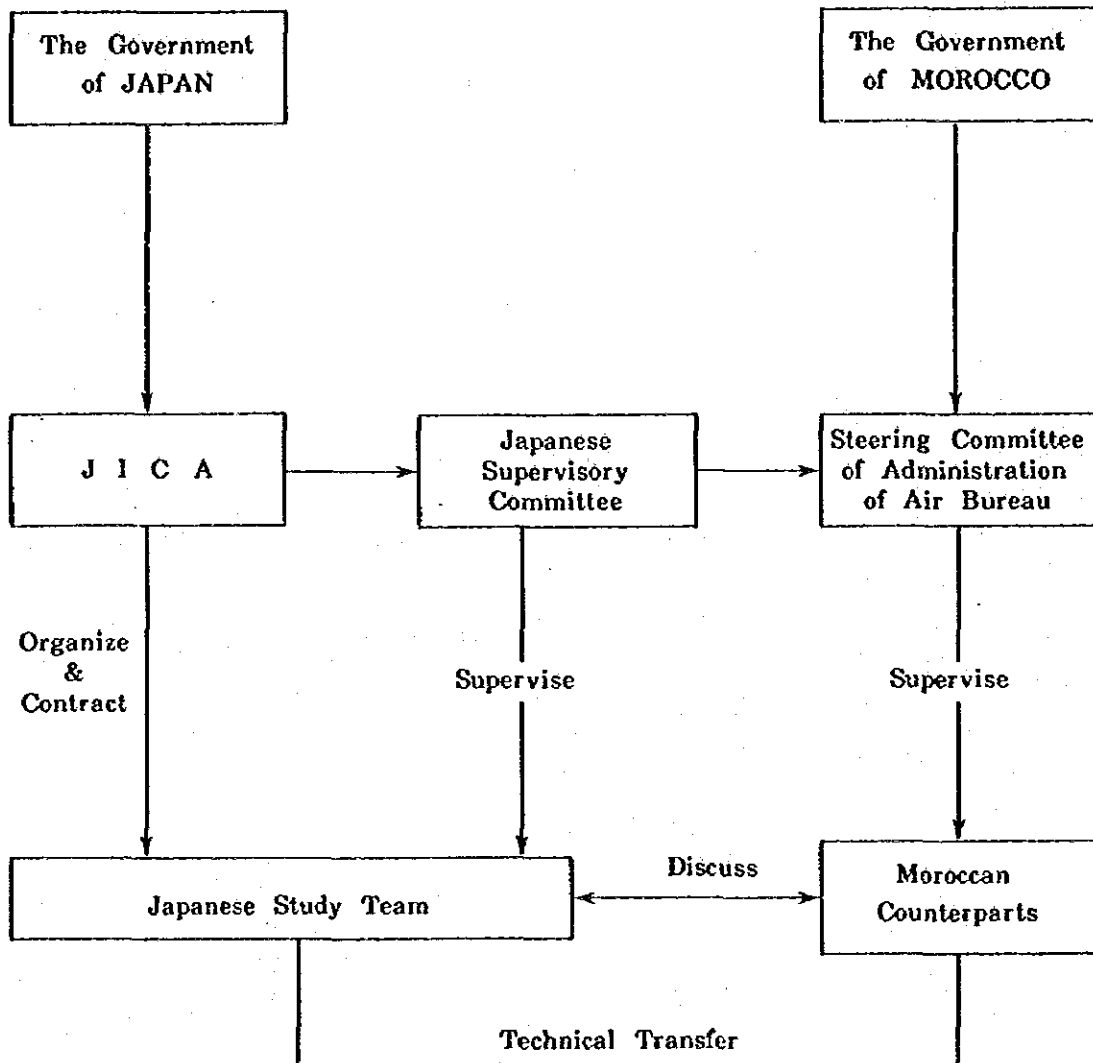 The Government
of JAPAN
The Government
of MOROCCO
J I C A
Japanese
Supervisory
Committee
Steering Committee
of Administration
of Air Bureau
Organize
&
Contract
Supervise
Supervise
Japanese Study Team
Discuss
Moroccan
Counterparts
Technical Transfer